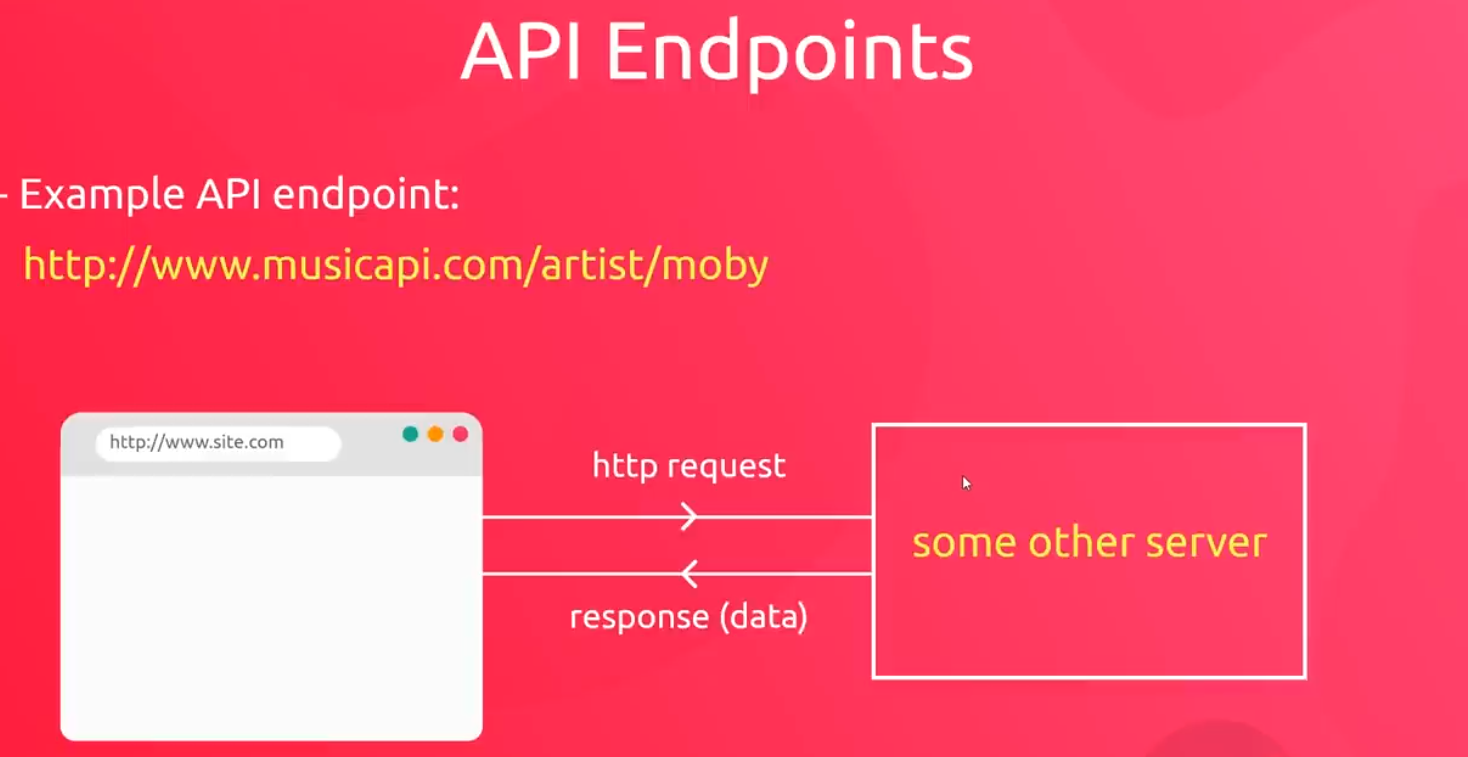 API Endpoints
- Example API endpoint:
http://www.musicapi.com/artist/moby
http://www.site.com
http request
some other server
response (data)